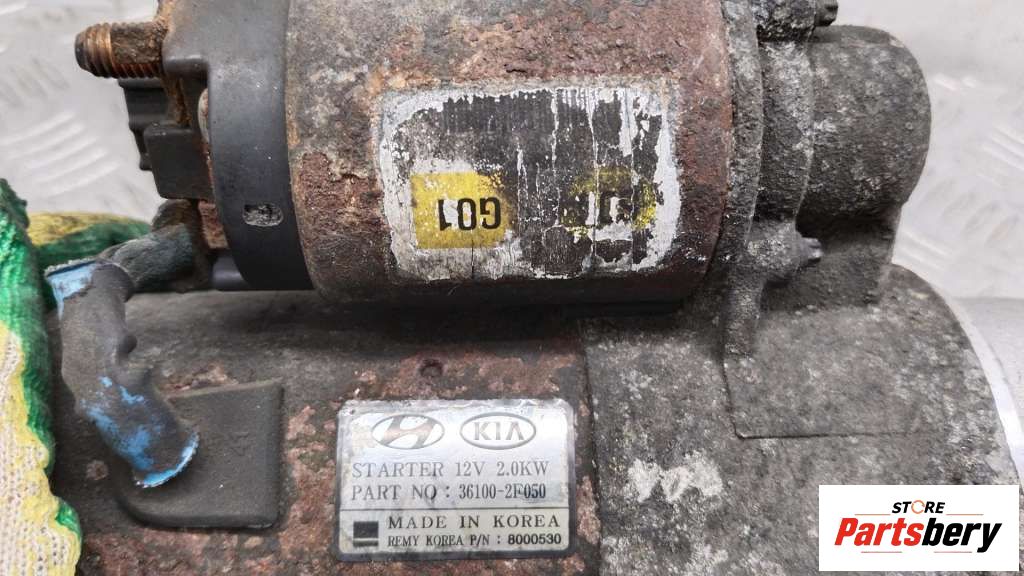 G01
KIA
STARTER 12V 2.0KW
PART NO : 36100-2F050
MADE IN KOREA
REMY KOREA P/N : 8000530
STORE
Partsbery